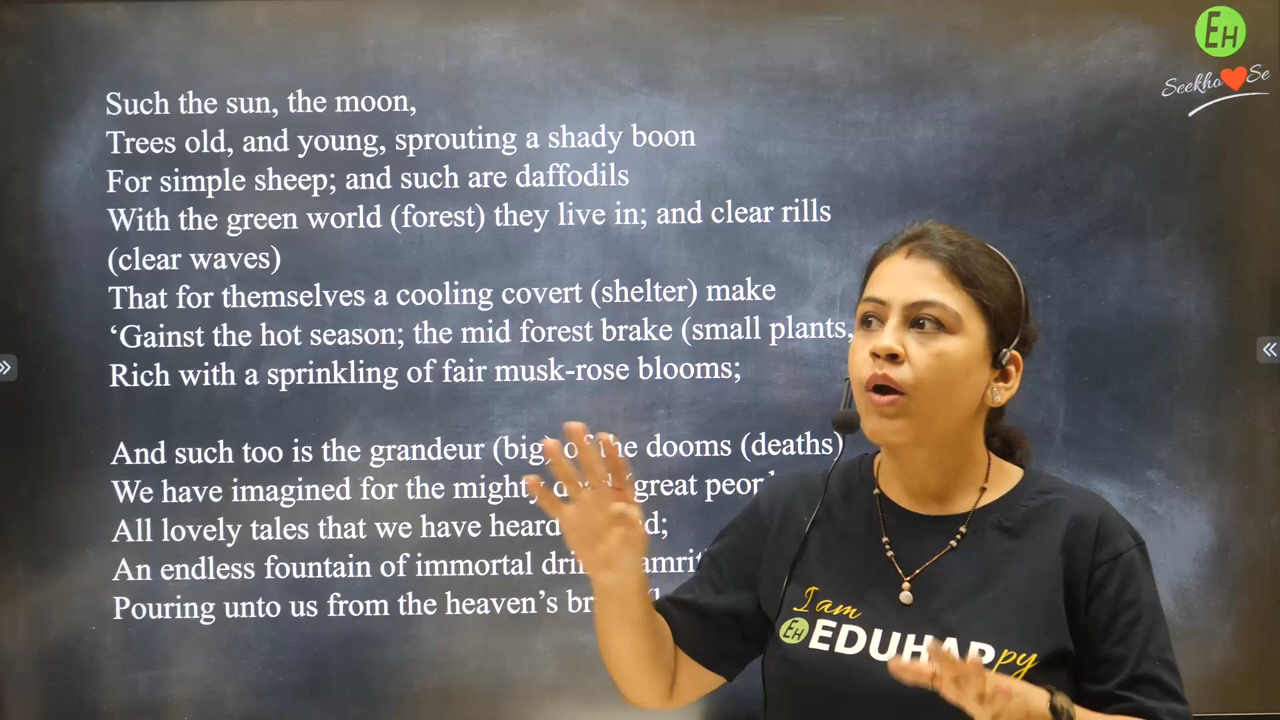 EH
Seekho Se
Such the sun, the moon,
Trees old, and young, sprouting a shady boon
For simple sheep; and such are daffodils
With the green world (forest) they live in; and clear rills
(clear waves)
That for themselves a cooling covert (shelter) make
‘Gainst the hot season; the mid forest brake (small plants,
Rich with a sprinkling of fair musk-rose blooms;
And such too is the grandeur (big) of the dooms (deaths)
We have imagined for the mighty (great
All lovely tales that we have heard
An endless fountain of immortal
Pouring unto us from the heaven’s
I am
EH EDUHAPpy